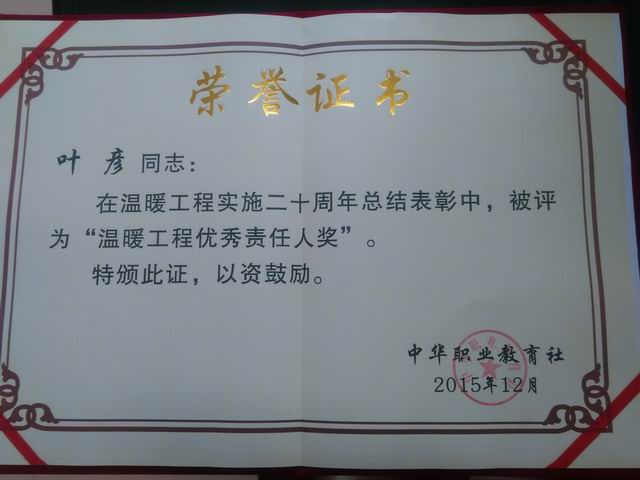 荣誉证书
叶彦 同志：
在温暖工程实施二十周年总结表彰中，被评
为“温暖工程优秀责任人奖”。
特颁此证，以资鼓励。
中华职业教育社
2015年12月